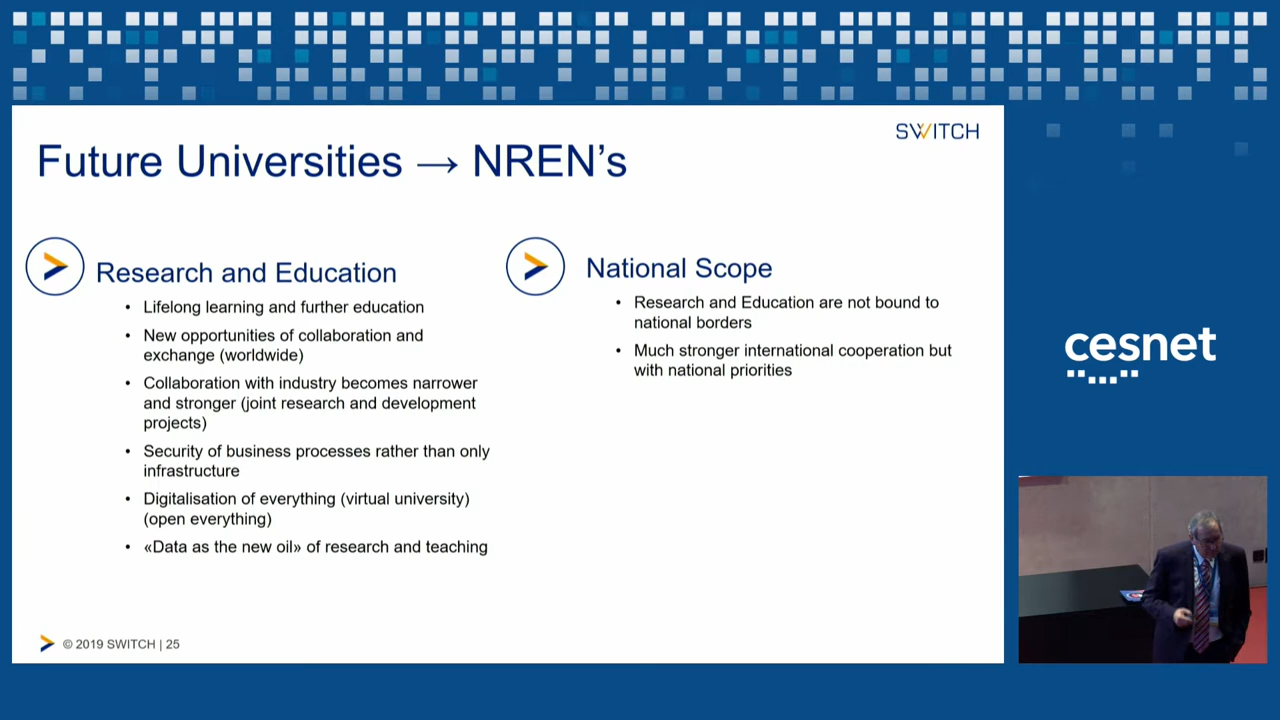 SWITCH
Future Universities → NREN's
Research and Education
• Lifelong learning and further education
• New opportunities of collaboration and
exchange (worldwide)
• Collaboration with industry becomes narrower
and stronger (joint research and development
projects)
• Security of business processes rather than only
infrastructure
• Digitalisation of everything (virtual university)
(open everything)
• «Data as the new oil» of research and teaching
National Scope
• Research and Education are not bound to
national borders
• Much stronger international cooperation but
with national priorities
© 2019 SWITCH | 25
cesnet